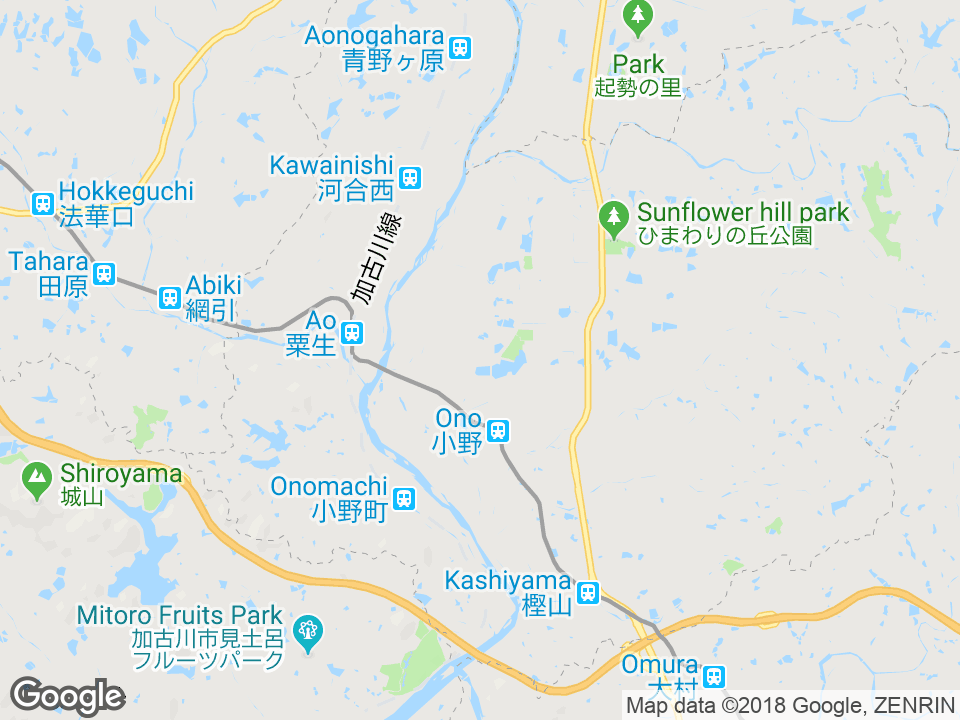 Aonogahara
青野ヶ原
Park
起勢の里
Kawainishi
河合西
Hokkeguchi
法華口
Sunflower hill park
ひまわりの丘公園
加古川線
Tahara
田原
Abiki
網引
Ao
粟生
Ono
小野
Shiroyama
城山
Onomachi
小野町
Kashiyama
樫山
Mitoro Fruits Park
加古川市見土呂
フルーツパーク
Omura
大村
Google
Map data ©2018 Google, ZENRIN